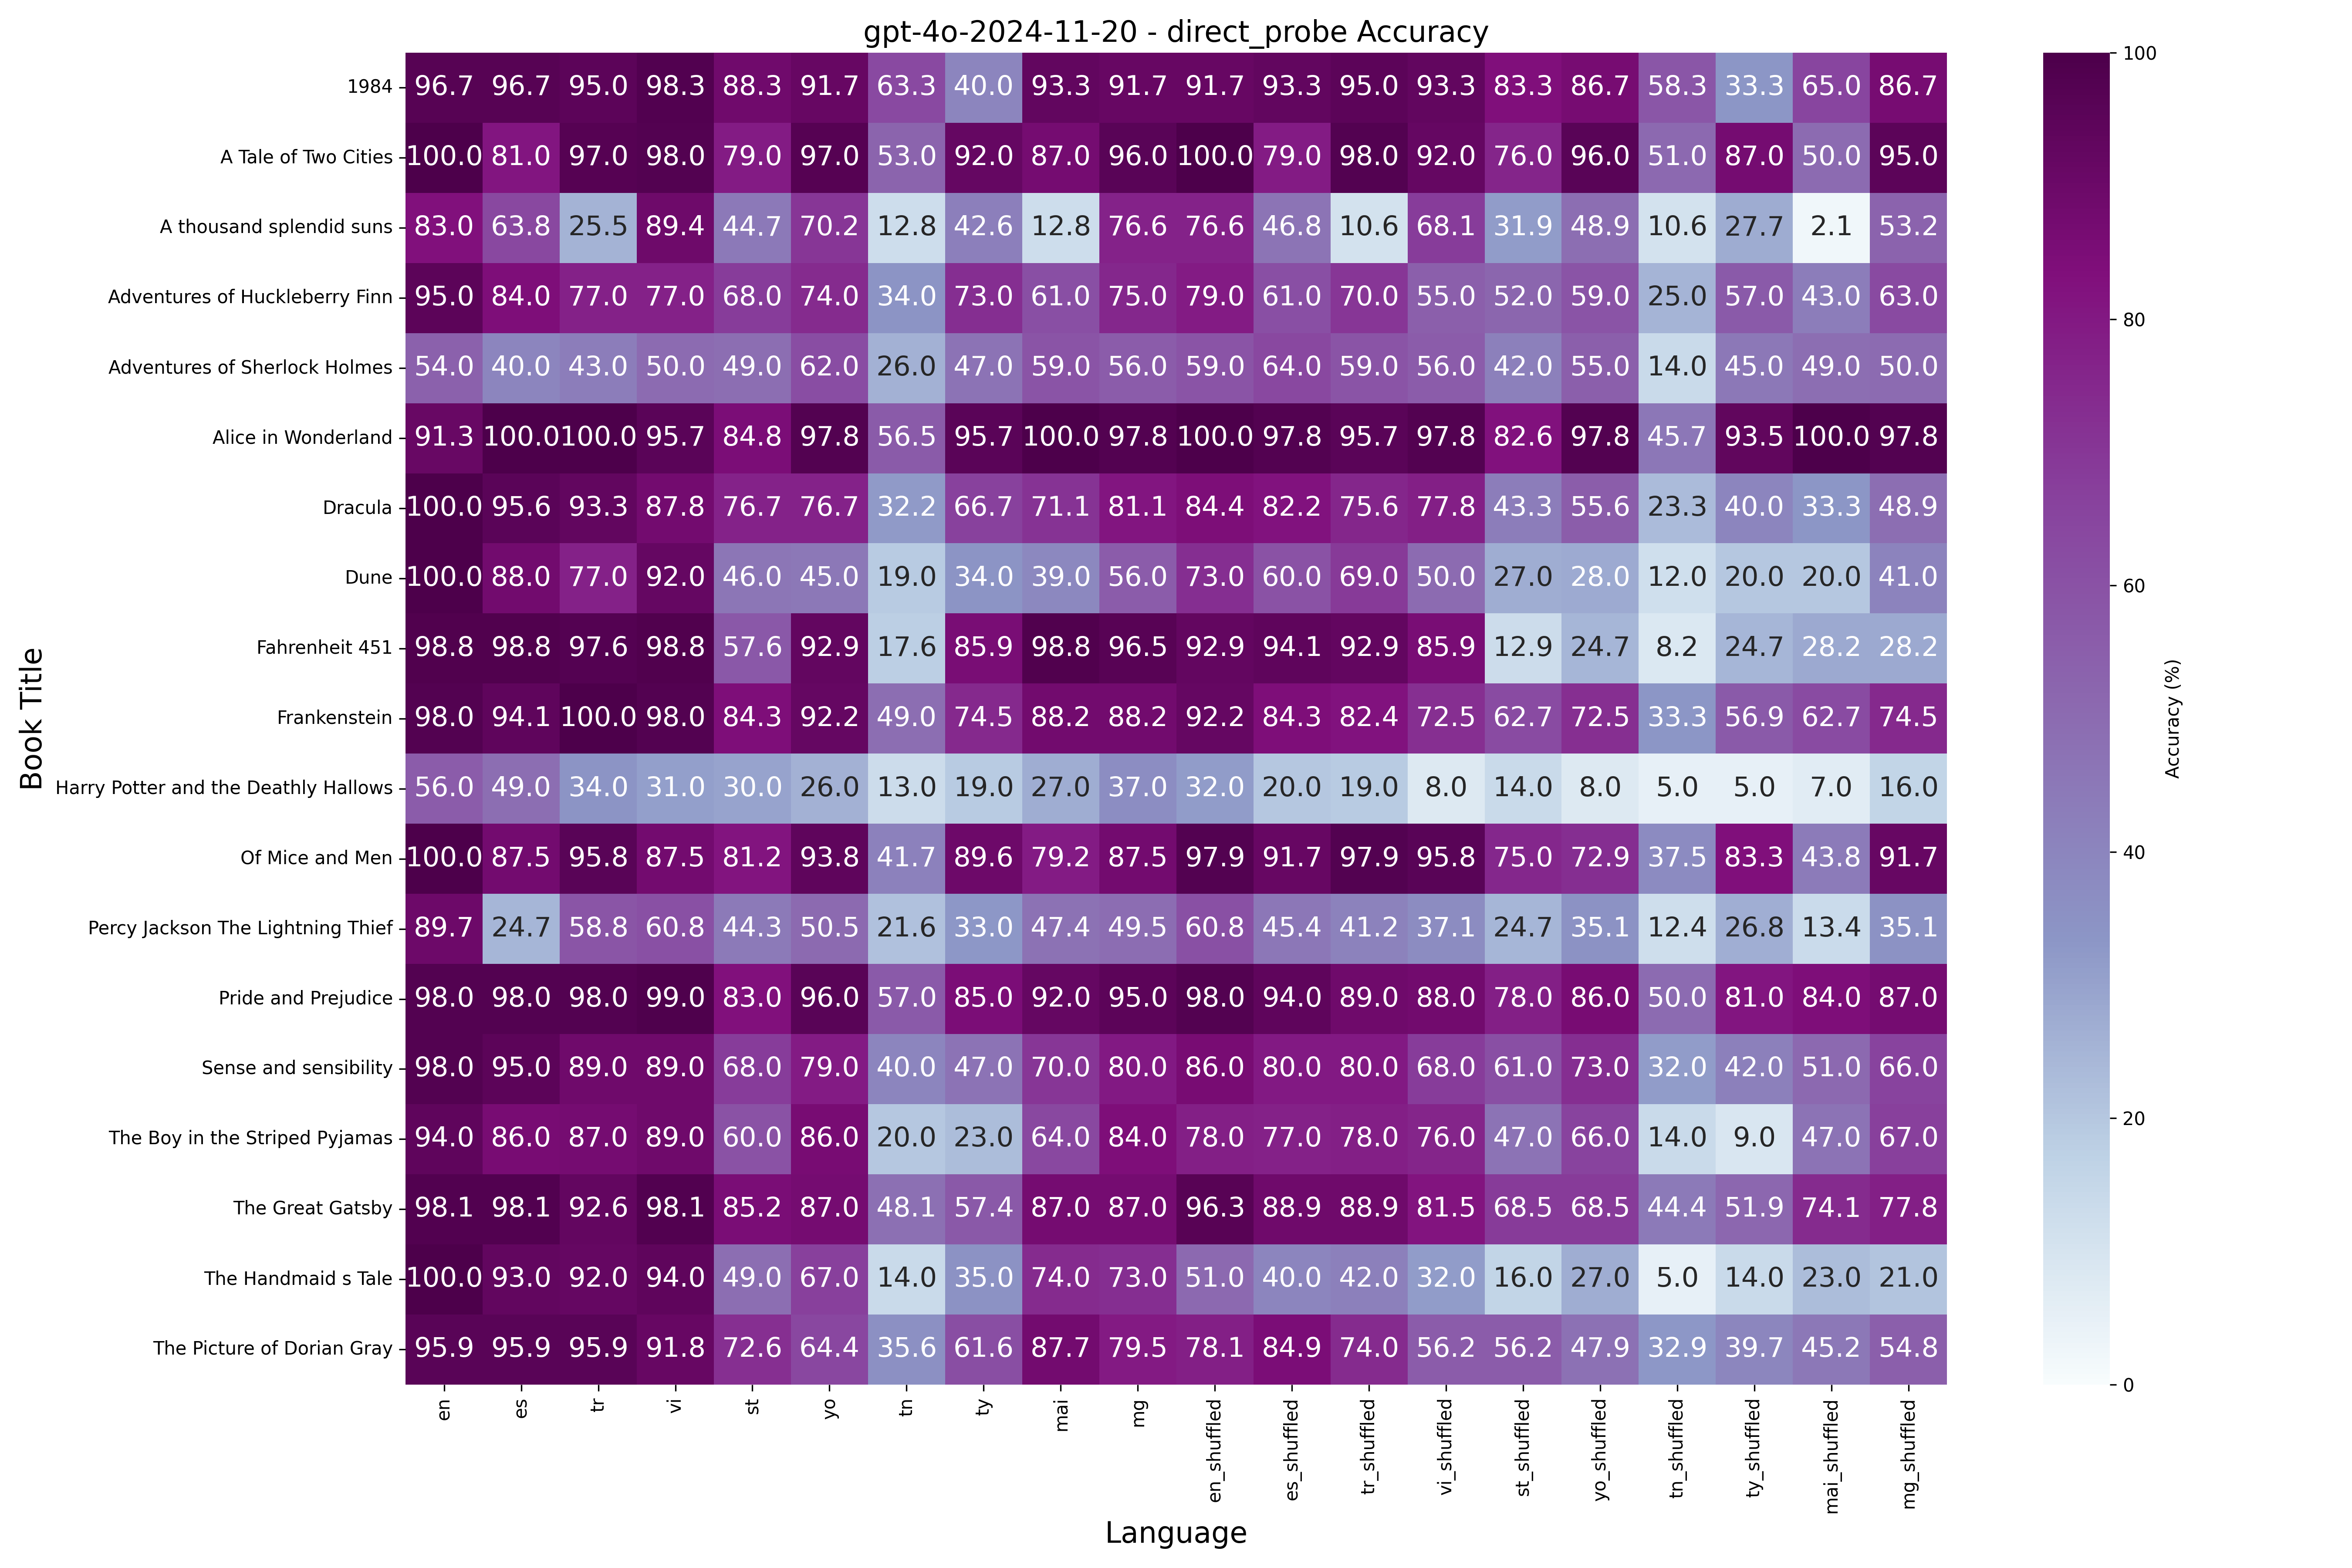 gpt-4o-2024-11-20 - direct_probe Accuracy
Book Title
1984 96.7 96.7 95.0 98.3 88.3 91.7 63.3 40.0 93.3 91.7 91.7 93.3 95.0 93.3 83.3 86.7 58.3 33.3 65.0 86.7
A Tale of Two Cities 100.0 81.0 97.0 98.0 79.0 97.0 53.0 92.0 87.0 96.0 100.0 79.0 98.0 92.0 76.0 96.0 51.0 87.0 50.0 95.0
A thousand splendid suns 83.0 63.8 25.5 89.4 44.7 70.2 12.8 42.6 12.8 76.6 76.6 46.8 10.6 68.1 31.9 48.9 10.6 27.7 2.1 53.2
Adventures of Huckleberry Finn 95.0 84.0 77.0 77.0 68.0 74.0 34.0 73.0 61.0 75.0 79.0 61.0 70.0 55.0 52.0 59.0 25.0 57.0 43.0 63.0
Adventures of Sherlock Holmes 54.0 40.0 43.0 50.0 49.0 62.0 26.0 47.0 59.0 56.0 59.0 64.0 59.0 56.0 42.0 55.0 14.0 45.0 49.0 50.0
Alice in Wonderland 91.3 100.0 100.0 95.7 84.8 97.8 56.5 95.7 100.0 97.8 100.0 97.8 95.7 97.8 82.6 97.8 45.7 93.5 100.0 97.8
Dracula 100.0 95.6 93.3 87.8 76.7 76.7 32.2 66.7 71.1 81.1 84.4 82.2 75.6 77.8 43.3 55.6 23.3 40.0 33.3 48.9
Dune 100.0 88.0 77.0 92.0 46.0 45.0 19.0 34.0 39.0 56.0 73.0 60.0 69.0 50.0 27.0 28.0 12.0 20.0 20.0 41.0
Fahrenheit 451 98.8 98.8 97.6 98.8 57.6 92.9 17.6 85.9 98.8 96.5 92.9 94.1 92.9 85.9 12.9 24.7 8.2 24.7 28.2 28.2
Frankenstein 98.0 94.1 100.0 98.0 84.3 92.2 49.0 74.5 88.2 88.2 92.2 84.3 82.4 72.5 62.7 72.5 33.3 56.9 62.7 74.5
Harry Potter and the Deathly Hallows 56.0 49.0 34.0 31.0 30.0 26.0 13.0 19.0 27.0 37.0 32.0 20.0 19.0 8.0 14.0 8.0 5.0 5.0 7.0 16.0
Of Mice and Men 100.0 87.5 95.8 87.5 81.2 93.8 41.7 89.6 79.2 87.5 97.9 91.7 97.9 95.8 75.0 72.9 37.5 83.3 43.8 91.7
Percy Jackson The Lightning Thief 89.7 24.7 58.8 60.8 44.3 50.5 21.6 33.0 47.4 49.5 60.8 45.4 41.2 37.1 24.7 35.1 12.4 26.8 13.4 35.1
Pride and Prejudice 98.0 98.0 98.0 99.0 83.0 96.0 57.0 85.0 92.0 95.0 98.0 94.0 89.0 88.0 78.0 86.0 50.0 81.0 84.0 87.0
Sense and sensibility 98.0 95.0 89.0 89.0 68.0 79.0 40.0 47.0 70.0 80.0 86.0 80.0 80.0 68.0 61.0 73.0 32.0 42.0 51.0 66.0
The Boy in the Striped Pyjamas 94.0 86.0 87.0 89.0 60.0 86.0 20.0 23.0 64.0 84.0 78.0 77.0 78.0 76.0 47.0 66.0 14.0 9.0 47.0 67.0
The Great Gatsby 98.1 98.1 92.6 98.1 85.2 87.0 48.1 57.4 87.0 87.0 96.3 88.9 88.9 81.5 68.5 68.5 44.4 51.9 74.1 77.8
The Handmaid s Tale 100.0 93.0 92.0 94.0 49.0 67.0 14.0 35.0 74.0 73.0 51.0 40.0 42.0 32.0 16.0 27.0 5.0 14.0 23.0 21.0
The Picture of Dorian Gray 95.9 95.9 95.9 91.8 72.6 64.4 35.6 61.6 87.7 79.5 78.1 84.9 74.0 56.2 56.2 47.9 32.9 39.7 45.2 54.8
en es tr vi st yo tn ty mai mg en_shuffled es_shuffled tr_shuffled vi_shuffled st_shuffled yo_shuffled tn_shuffled ty_shuffled mai_shuffled mg_shuffled
Language
100
80
60
40
20
0
Accuracy (%)